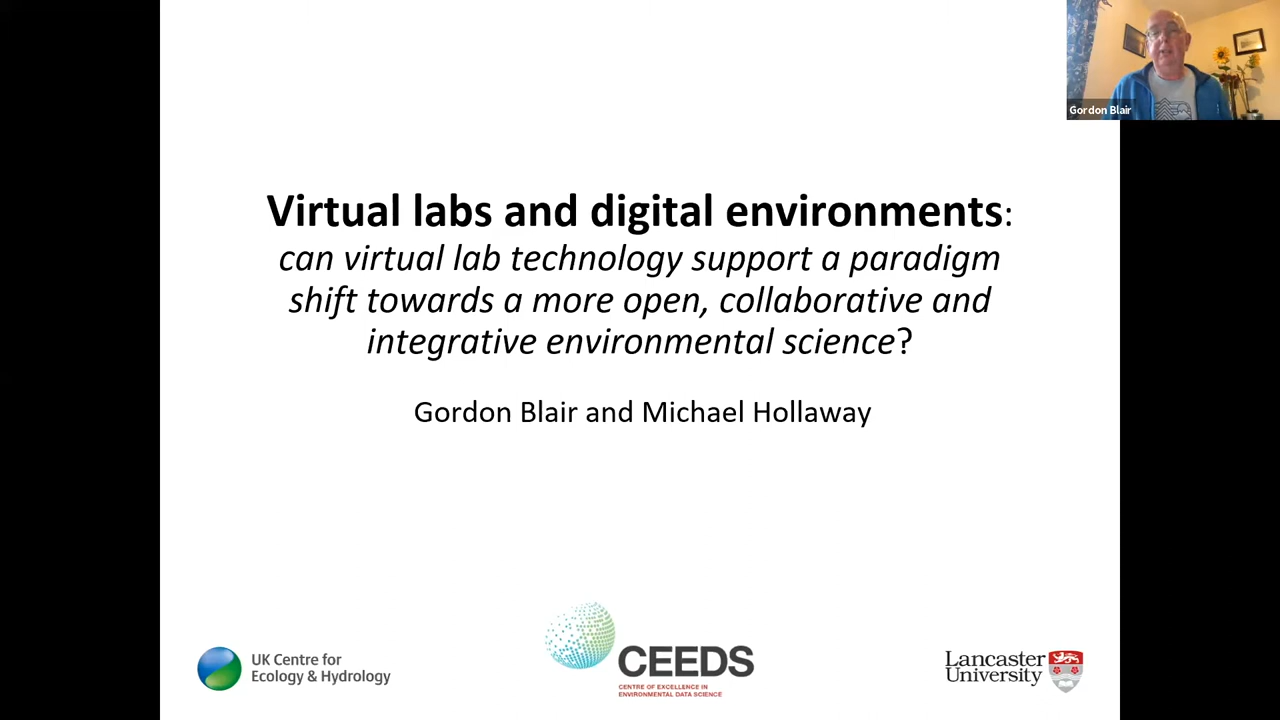 Gordon Blair
Virtual labs and digital environments:
can virtual lab technology support a paradigm
shift towards a more open, collaborative and
integrative environmental science?
Gordon Blair and Michael Hollaway
UK Centre for
Ecology & Hydrology
CEEDS
CENTRE OF EXCELLENCE IN
ENVIRONMENTAL DATA SCIENCE
Lancaster
University